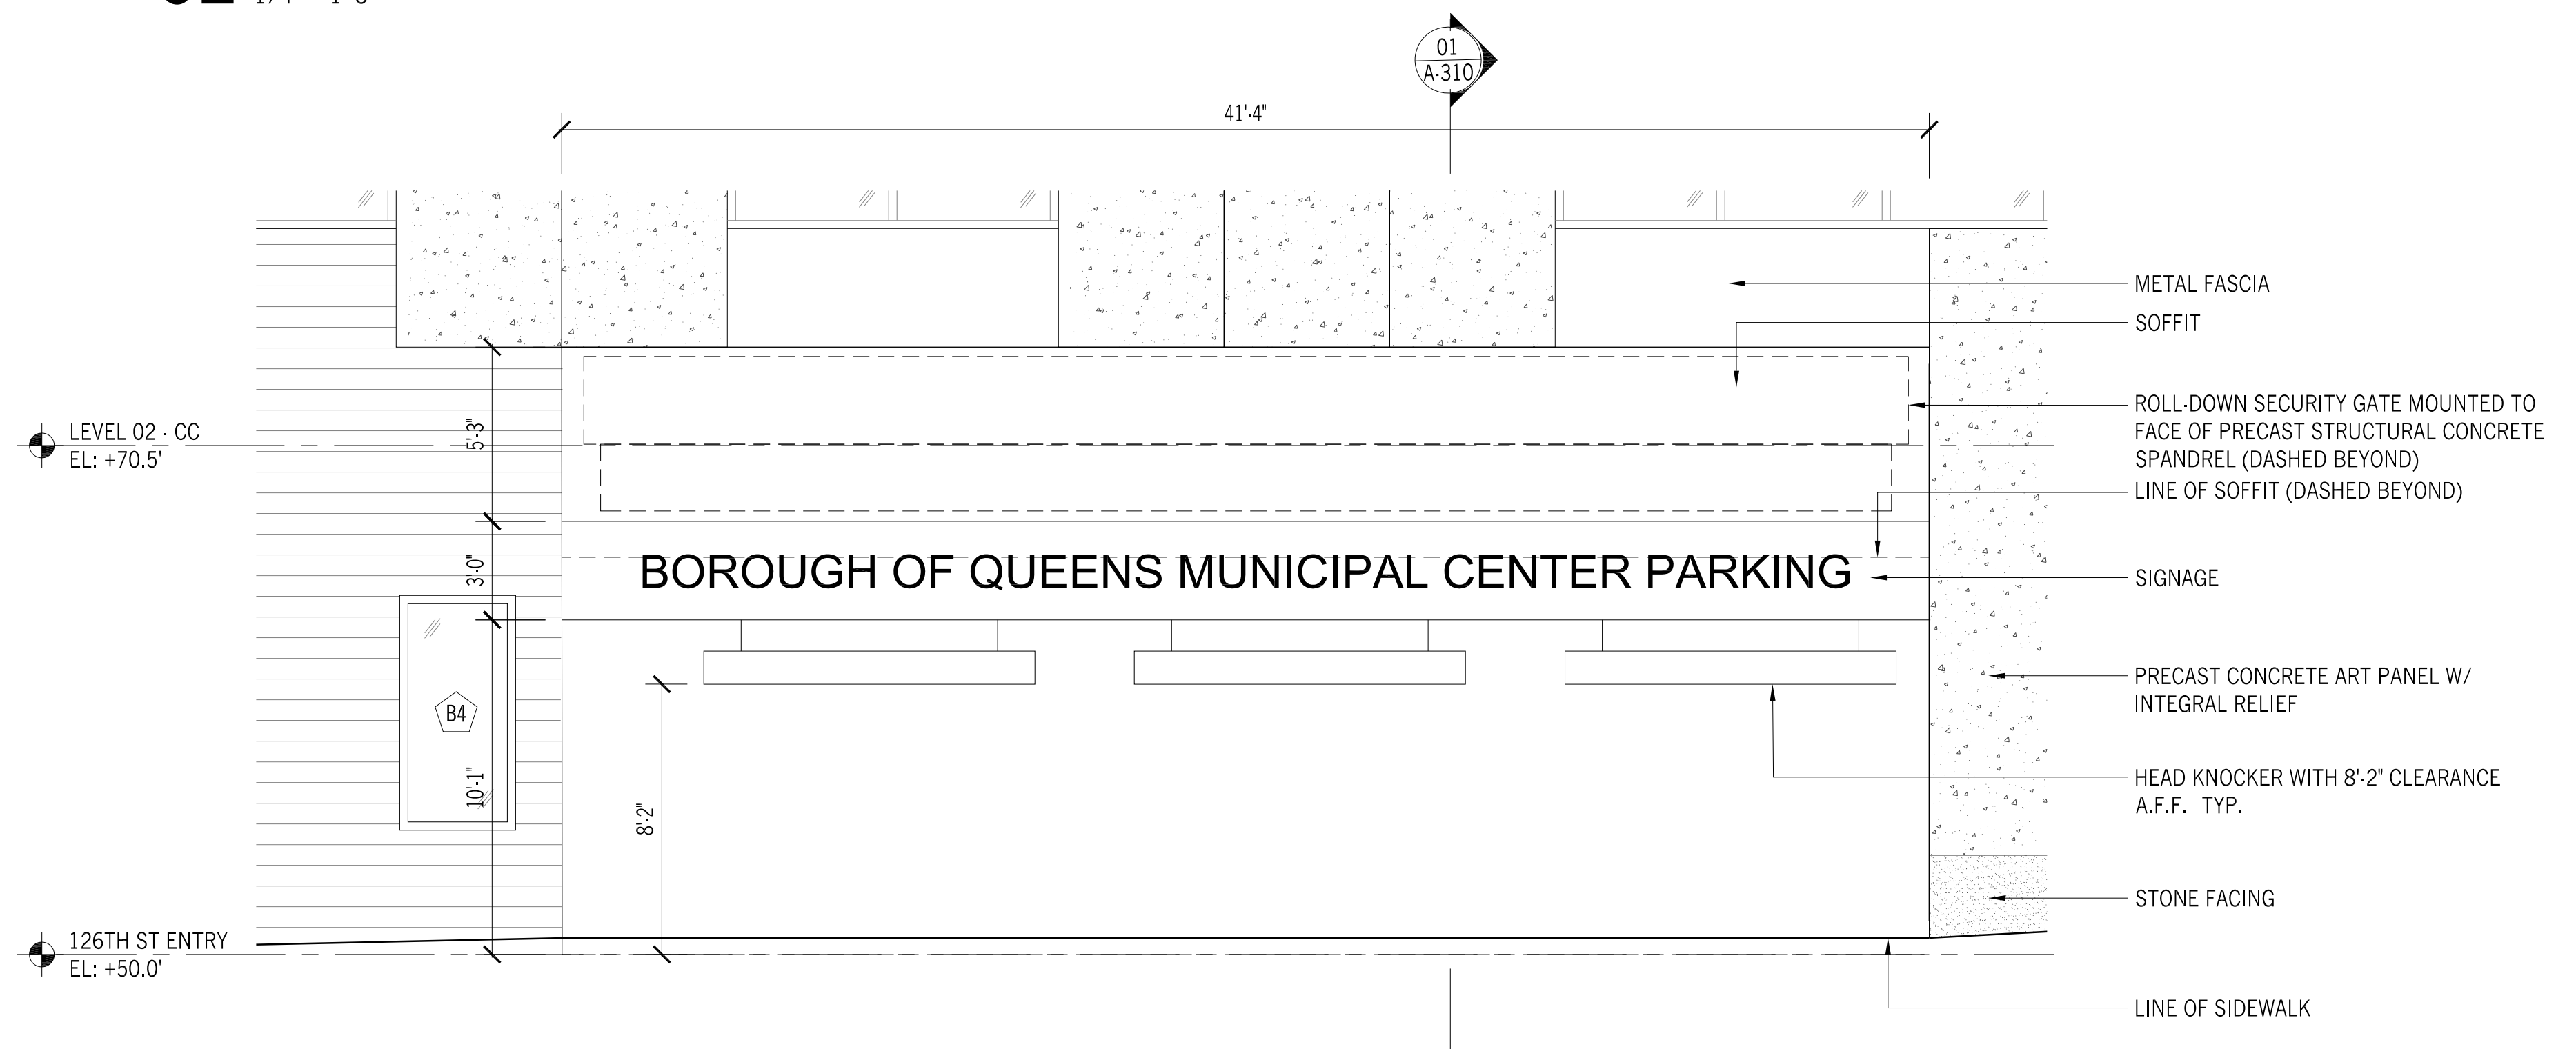 01
A-310
41'-4"
METAL FASCIA
SOFFIT
LEVEL 02 - CC
EL: +70.5'
5'-3"
ROLL-DOWN SECURITY GATE MOUNTED TO
FACE OF PRECAST STRUCTURAL CONCRETE
SPANDREL (DASHED BEYOND)
LINE OF SOFFIT (DASHED BEYOND)
3'-0"
BOROUGH OF QUEENS MUNICIPAL CENTER PARKING
SIGNAGE
PRECAST CONCRETE ART PANEL W/
INTEGRAL RELIEF
B4
10'-1"
8'-2"
HEAD KNOCKER WITH 8'-2" CLEARANCE
A.F.F. TYP.
STONE FACING
126TH ST ENTRY
EL: +50.0'
LINE OF SIDEWALK